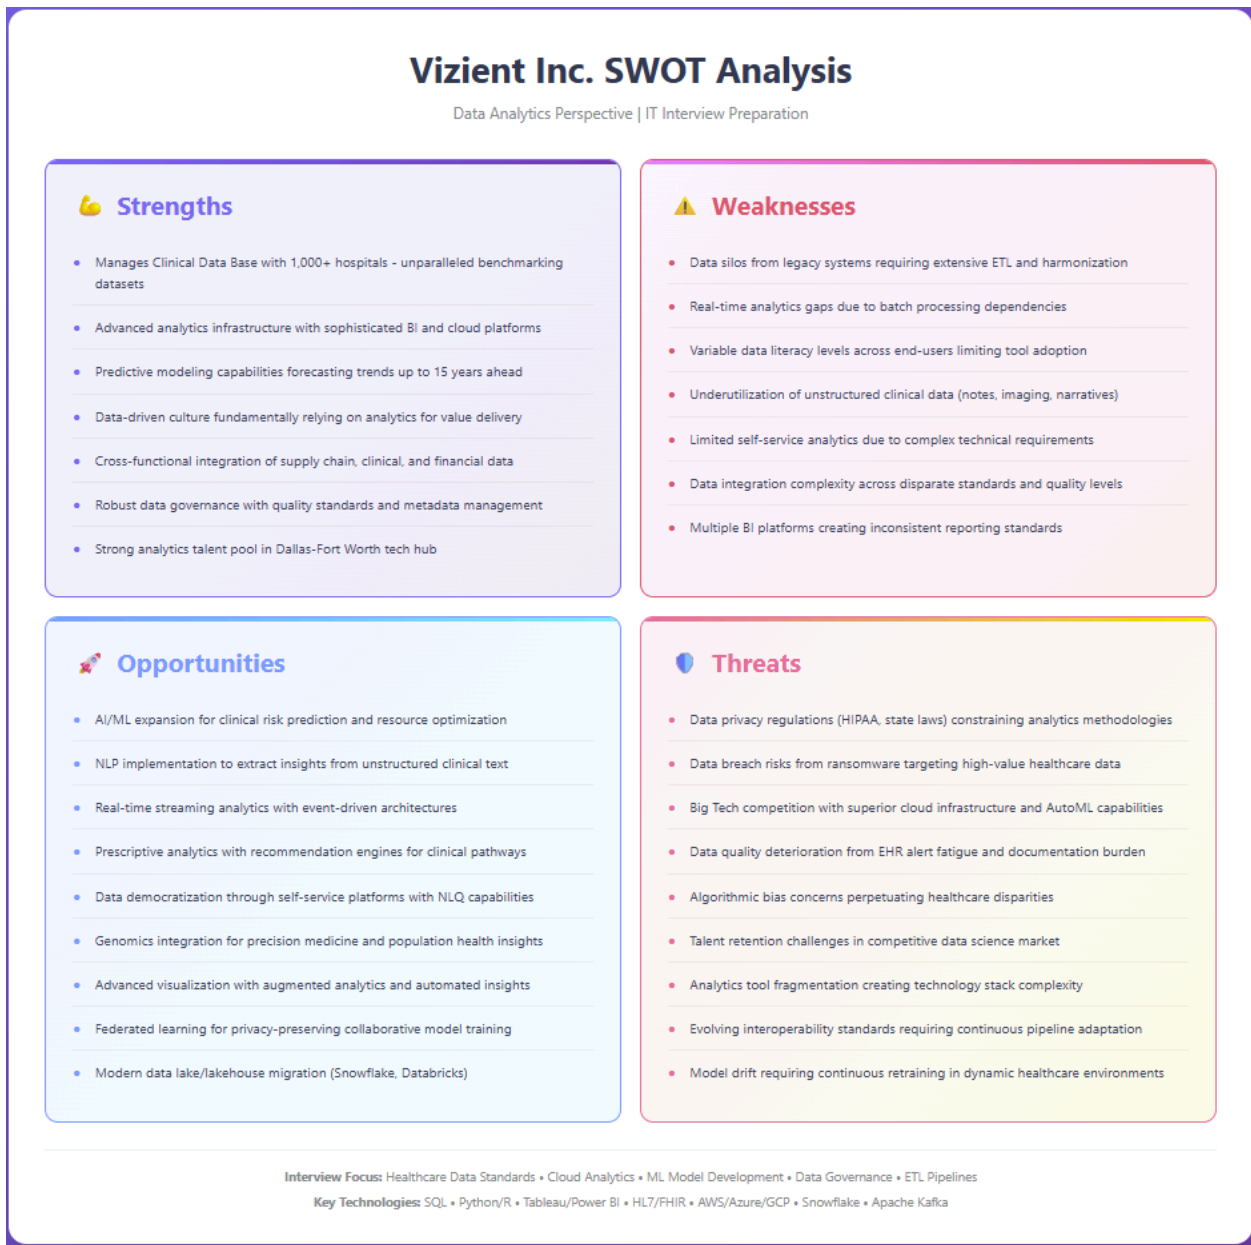 Vizient Inc. SWOT Analysis
Data Analytics Perspective | IT Interview Preparation
Strengths
Manages Clinical Data Base with 1,000+ hospitals - unparalleled benchmarking
datasets
Advanced analytics infrastructure with sophisticated BI and cloud platforms
Predictive modeling capabilities forecasting trends up to 15 years ahead
Data-driven culture fundamentally relying on analytics for value delivery
Cross-functional integration of supply chain, clinical, and financial data
Robust data governance with quality standards and metadata management
Strong analytics talent pool in Dallas-Fort Worth tech hub
Weaknesses
Data silos from legacy systems requiring extensive ETL and harmonization
Real-time analytics gaps due to batch processing dependencies
Variable data literacy levels across end-users limiting tool adoption
Underutilization of unstructured clinical data (notes, imaging, narratives)
Limited self-service analytics due to complex technical requirements
Data integration complexity across disparate standards and quality levels
Multiple BI platforms creating inconsistent reporting standards
Opportunities
AI/ML expansion for clinical risk prediction and resource optimization
NLP implementation to extract insights from unstructured clinical text
Real-time streaming analytics with event-driven architectures
Prescriptive analytics with recommendation engines for clinical pathways
Data democratization through self-service platforms with NLQ capabilities
Genomics integration for precision medicine and population health insights
Advanced visualization with augmented analytics and automated insights
Federated learning for privacy-preserving collaborative model training
Modern data lake/lakehouse migration (Snowflake, Databricks)
Threats
Data privacy regulations (HIPAA, state laws) constraining analytics methodologies
Data breach risks from ransomware targeting high-value healthcare data
Big Tech competition with superior cloud infrastructure and AutoML capabilities
Data quality deterioration from EHR alert fatigue and documentation burden
Algorithmic bias concerns perpetuating healthcare disparities
Talent retention challenges in competitive data science market
Analytics tool fragmentation creating technology stack complexity
Evolving interoperability standards requiring continuous pipeline adaptation
Model drift requiring continuous retraining in dynamic healthcare environments
Interview Focus: Healthcare Data Standards • Cloud Analytics • ML Model Development • Data Governance • ETL Pipelines
Key Technologies: SQL • Python/R • Tableau/Power BI • HL7/FHIR • AWS/Azure/GCP • Snowflake • Apache Kafka